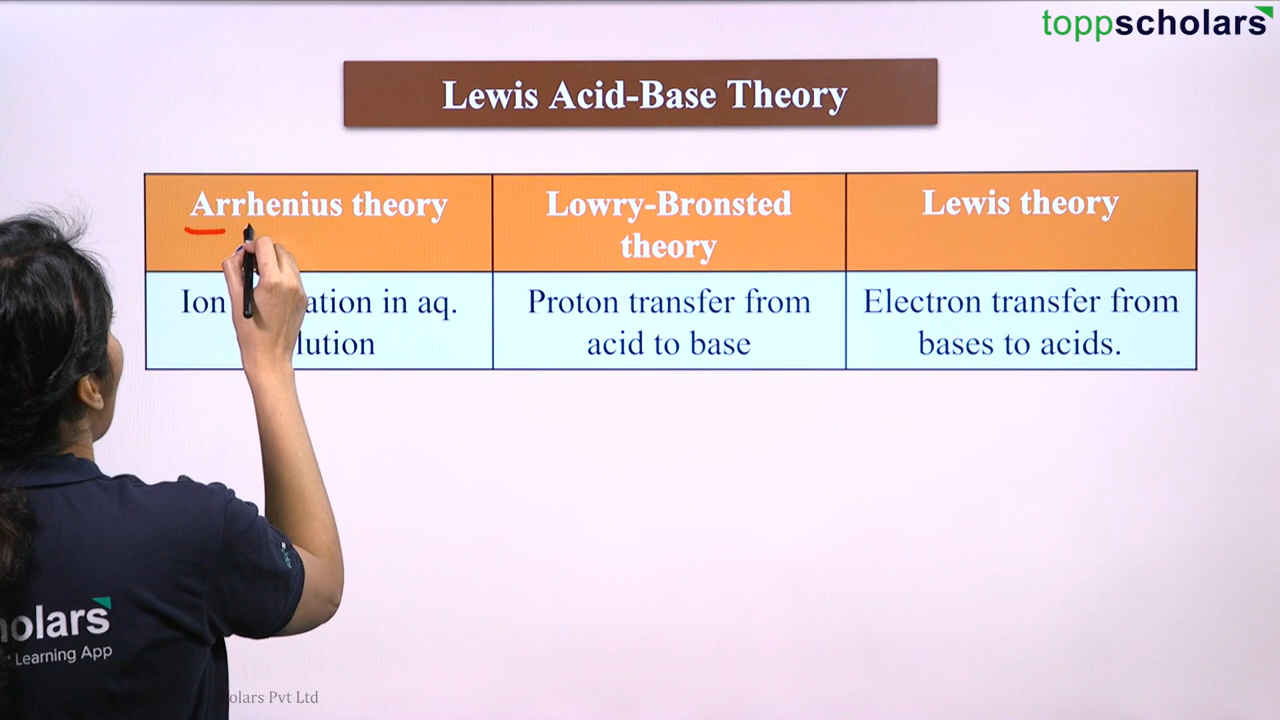 toppscholars
Lewis Acid-Base Theory
Arrhenius theory
Lowry-Bronsted
theory
Lewis theory
Ion ation in aq.
lution
Proton transfer from
acid to base
Electron transfer from
bases to acids.
holars
Learning App
olars Pvt Ltd